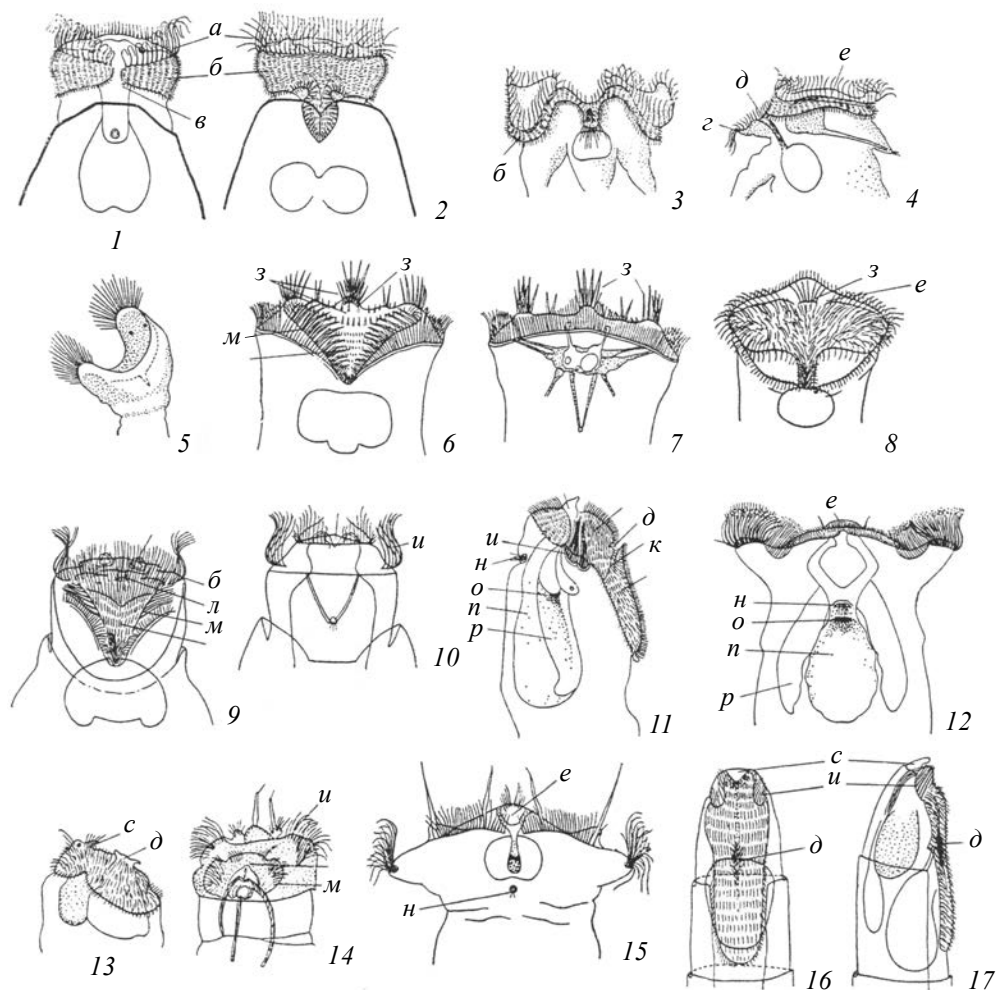 а
б
в
1
2
б
3
г
д
е
4
5
з
з
м
6
з
7
з
е
8
б
л
м
9
и
10
и
н
о
п
р
д
к
11
е
н
о
п
р
12
с
д
13
и
м
14
е
н
15
с
и
д
16
д
17